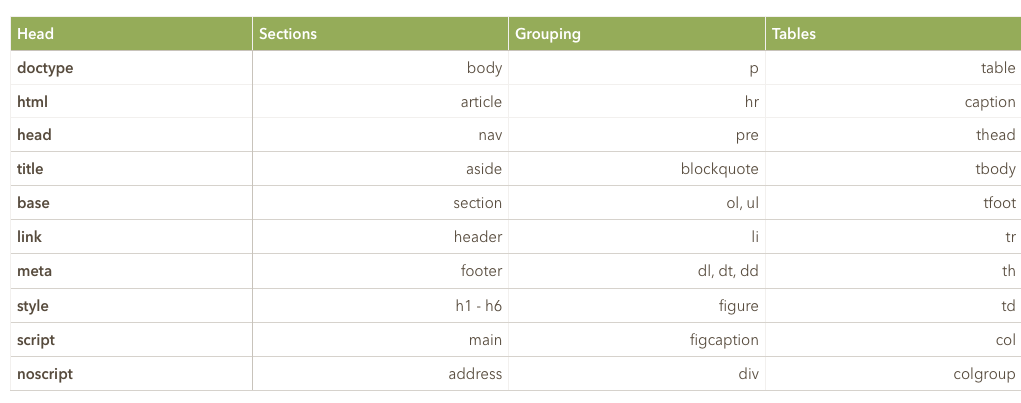 Head Sections Grouping Tables
doctype body p table
html article hr caption
head nav pre thead
title aside blockquote tbody
base section ol, ul tfoot
link header li tr
meta footer dl, dt, dd th
style h1 - h6 figure td
script main figcaption col
noscript address div colgroup